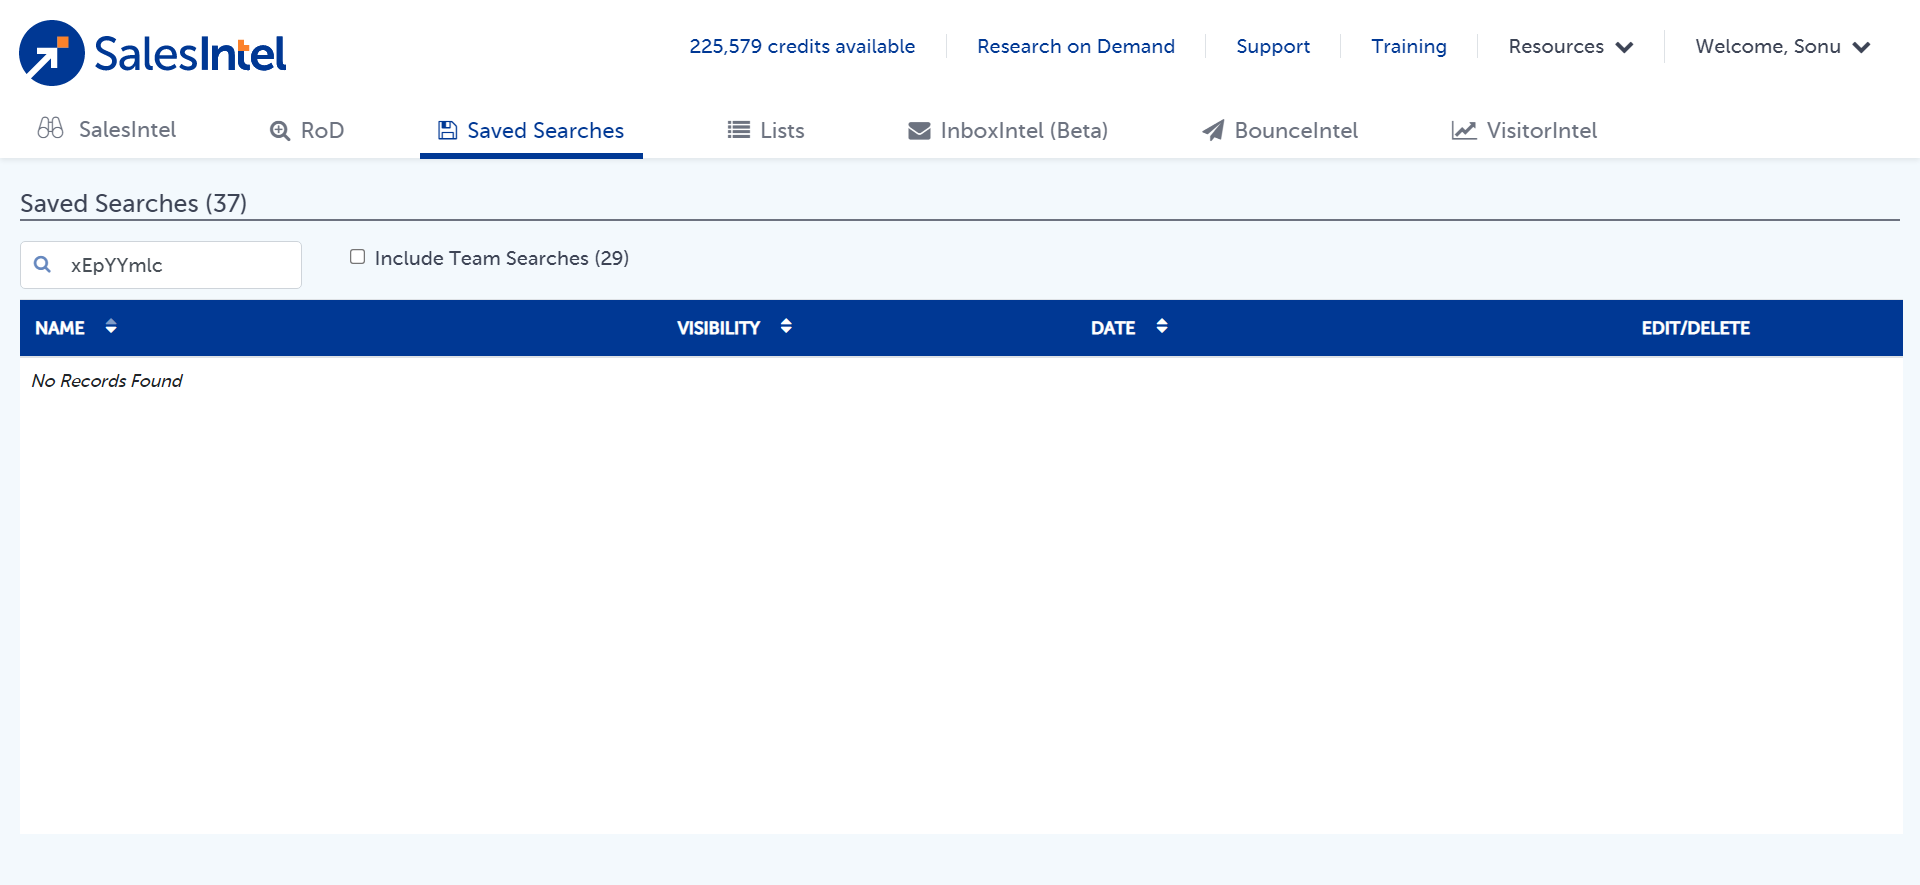 SalesIntel
225,579 credits available
Research on Demand
Support
Training
Resources
Welcome, Sonu
SalesIntel
RoD
Saved Searches
Lists
InboxIntel (Beta)
BounceIntel
VisitorIntel
Saved Searches (37)
xEpYYmlc
Include Team Searches (29)
NAME
VISIBILITY
DATE
EDIT/DELETE
No Records Found